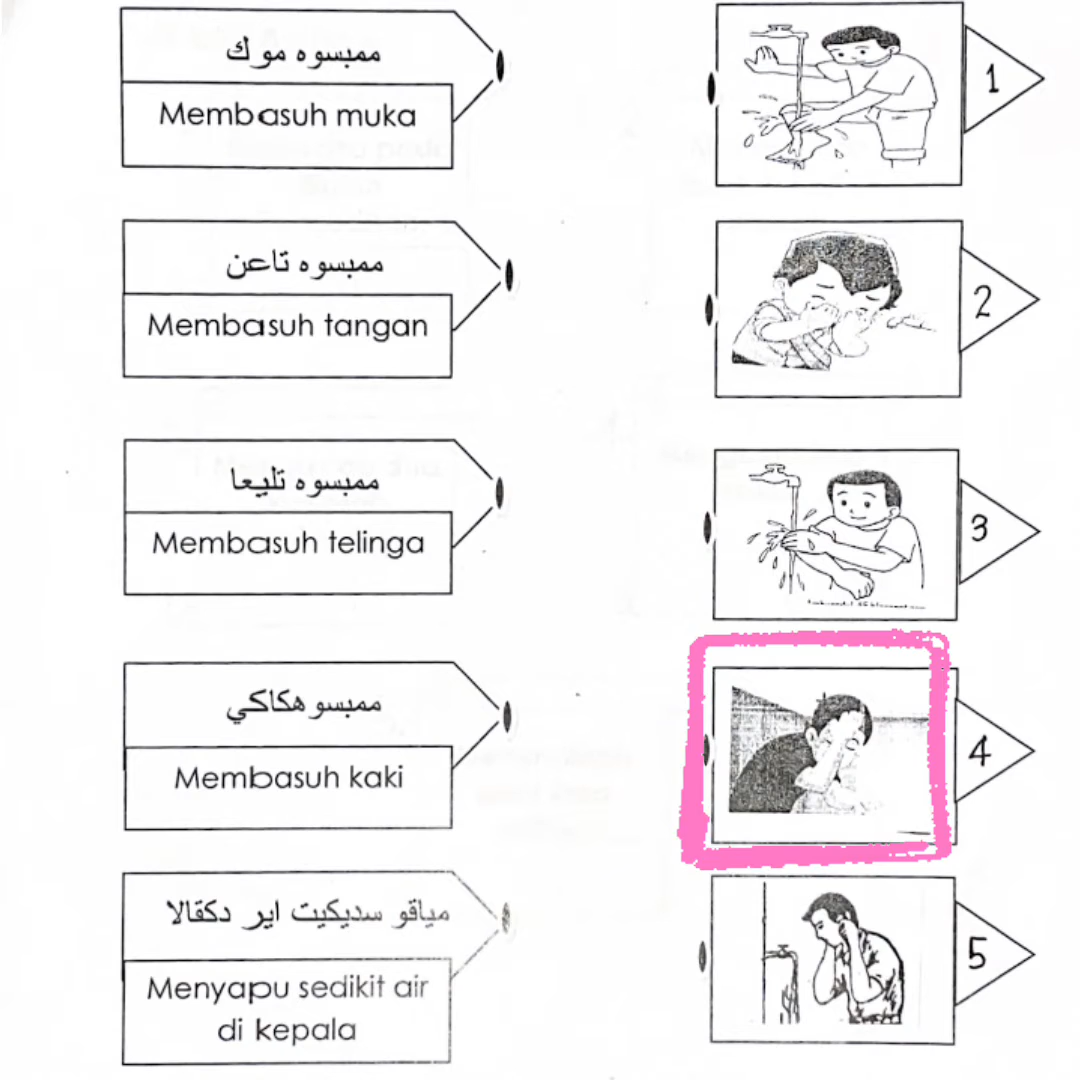 ممبسوه موك
Membasuh muka
1
ممبسوه تاعن
Membasuh tangan
2
ممبسوه تليعا
Membasuh telinga
3
ممبسوهكاكي
Membasuh kaki
4
مياقو سديكيت اير دكقالا
Menyapu sedikit air
di kepala
5